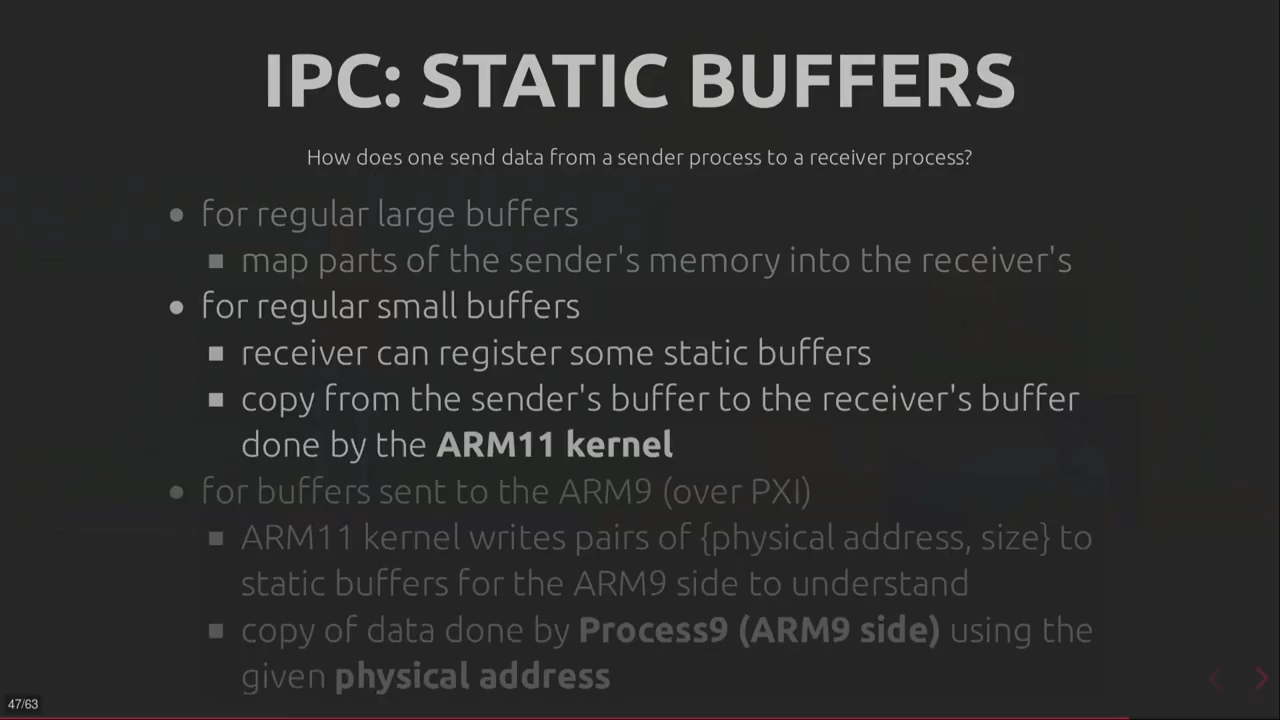 IPC: STATIC BUFFERS
How does one send data from a sender process to a receiver process?
for regular large buffers
map parts of the sender's memory into the receiver's
for regular small buffers
receiver can register some static buffers
copy from the sender's buffer to the receiver's buffer
done by the ARM11 kernel
for buffers sent to the ARM9 (over PXI)
ARM11 kernel writes pairs of {physical address, size} to
static buffers for the ARM9 side to understand
copy of data done by Process9 (ARM9 side) using the
given physical address
47/63